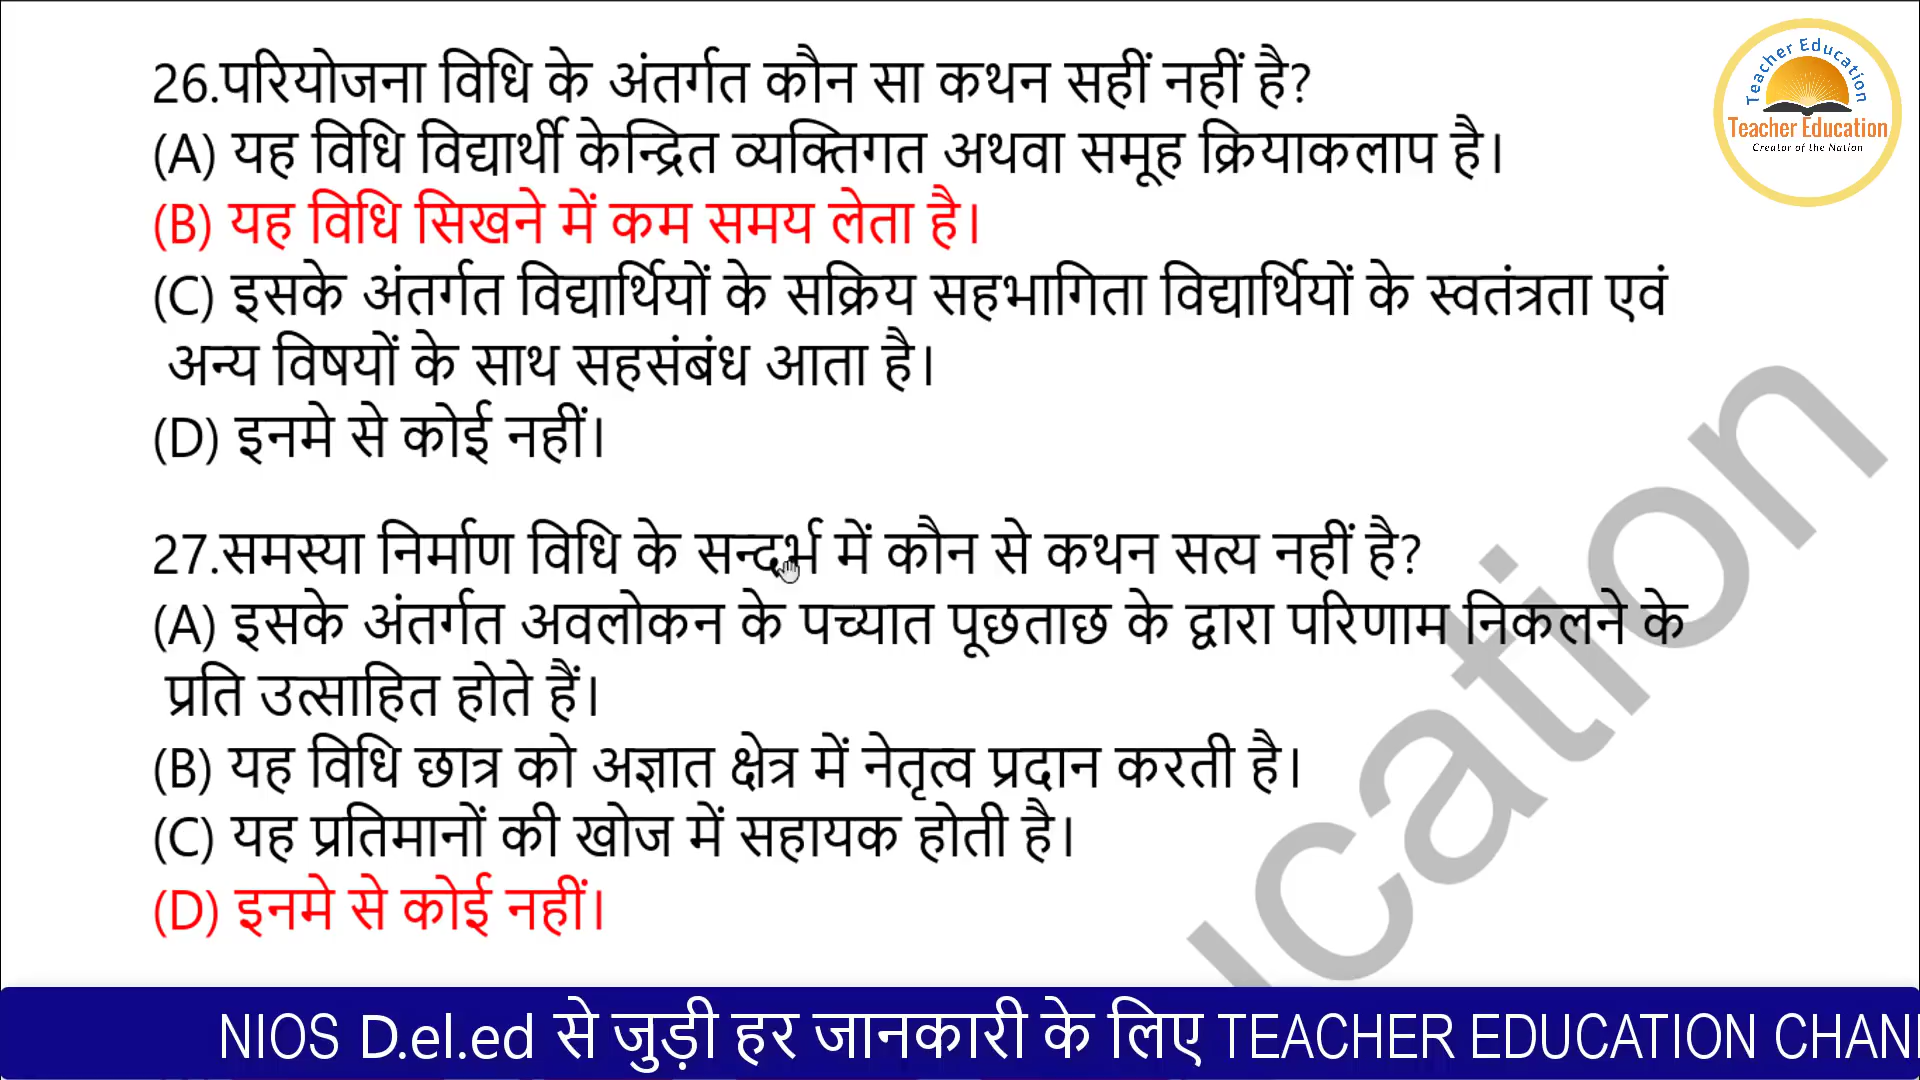 Teacher Education
Teacher Education
Creator of the Nation
26.परियोजना विधि के अंतर्गत कौन सा कथन सहीं नहीं है?
(A) यह विधि विद्यार्थी केन्द्रित व्यक्तिगत अथवा समूह क्रियाकलाप है।
(B) यह विधि सिखने में कम समय लेता है।
(C) इसके अंतर्गत विद्यार्थियों के सक्रिय सहभागिता विद्यार्थियों के स्वतंत्रता एवं
अन्य विषयों के साथ सहसंबंध आता है।
(D) इनमे से कोई नहीं।
27.समस्या निर्माण विधि के सन्दर्भ में कौन से कथन सत्य नहीं है?
(A) इसके अंतर्गत अवलोकन के पच्यात पूछताछ के द्वारा परिणाम निकलने के
प्रति उत्साहित होते हैं।
(B) यह विधि छात्र को अज्ञात क्षेत्र में नेतृत्व प्रदान करती है।
(C) यह प्रतिमानों की खोज में सहायक होती है।
(D) इनमे से कोई नहीं।
ucation
NIOS D.el.ed से जुड़ी हर जानकारी के लिए TEACHER EDUCATION CHAN